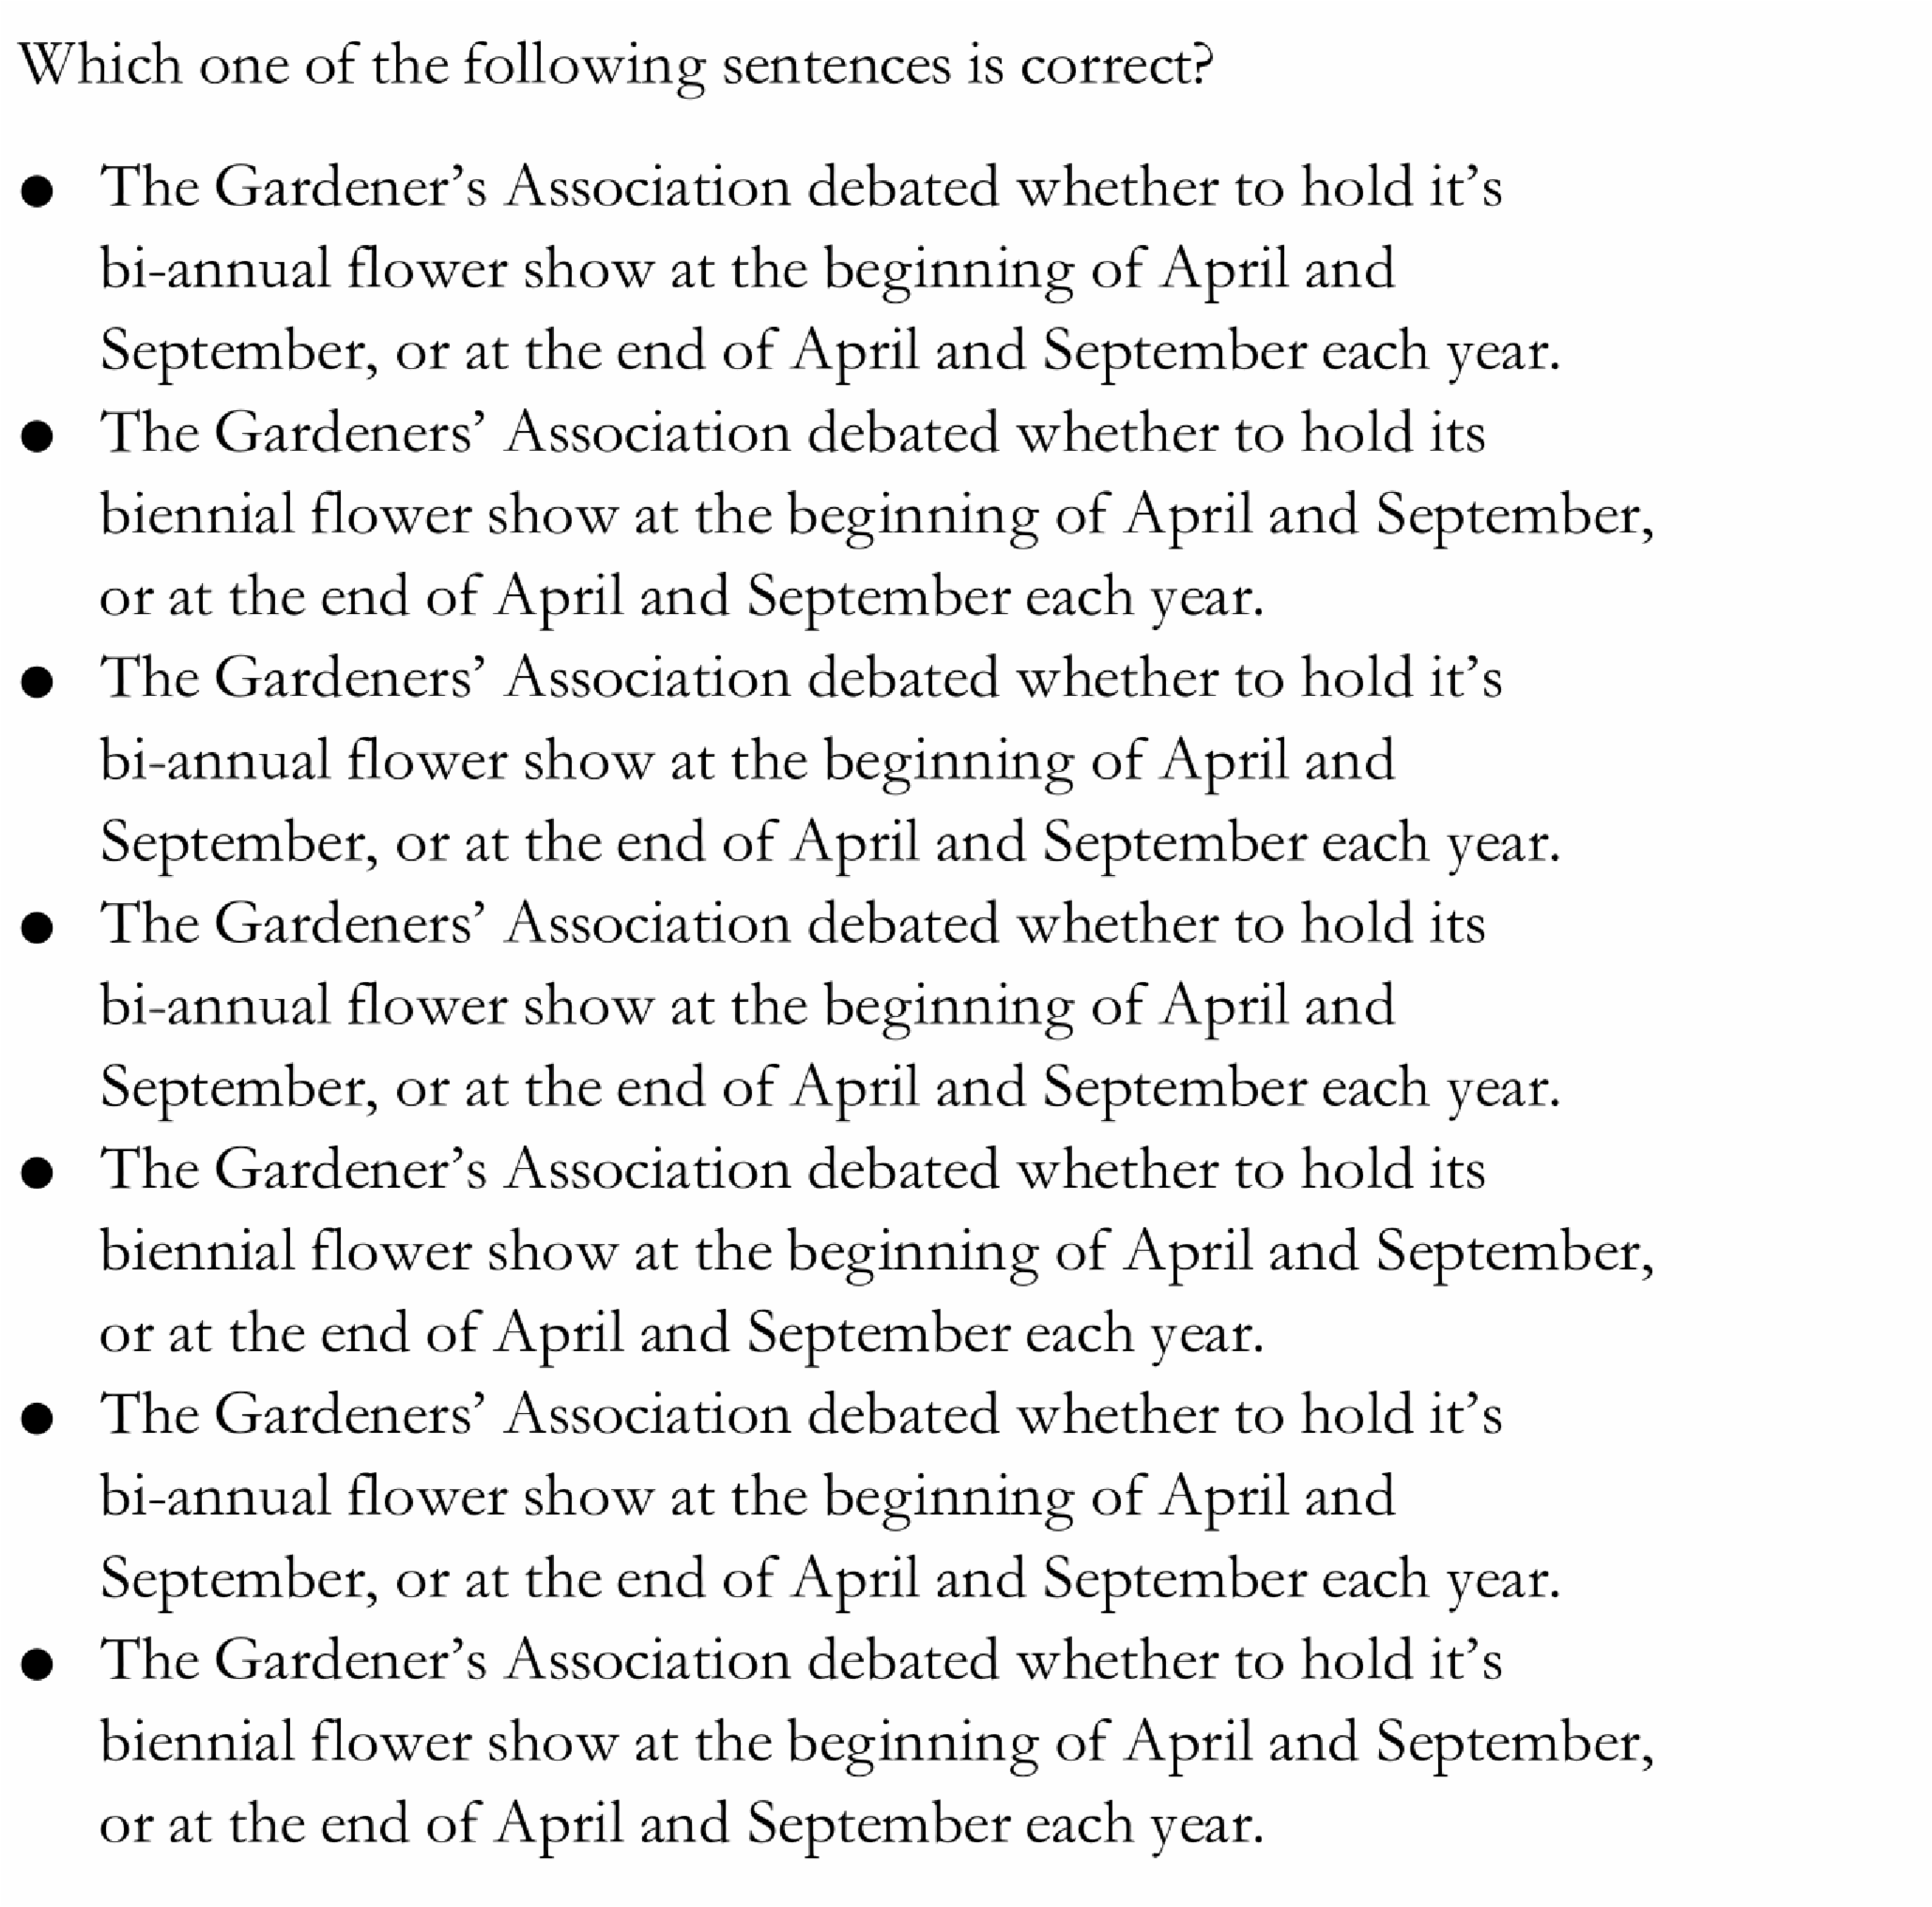 Which one of the following sentences is correct?
● The Gardener’s Association debated whether to hold it’s
bi-annual flower show at the beginning of April and
September, or at the end of April and September each year.
● The Gardeners’ Association debated whether to hold its
biennial flower show at the beginning of April and September,
or at the end of April and September each year.
● The Gardeners’ Association debated whether to hold it’s
bi-annual flower show at the beginning of April and
September, or at the end of April and September each year.
● The Gardeners’ Association debated whether to hold its
bi-annual flower show at the beginning of April and
September, or at the end of April and September each year.
● The Gardener’s Association debated whether to hold its
biennial flower show at the beginning of April and September,
or at the end of April and September each year.
● The Gardeners’ Association debated whether to hold it’s
bi-annual flower show at the beginning of April and
September, or at the end of April and September each year.
● The Gardener’s Association debated whether to hold it’s
biennial flower show at the beginning of April and September,
or at the end of April and September each year.